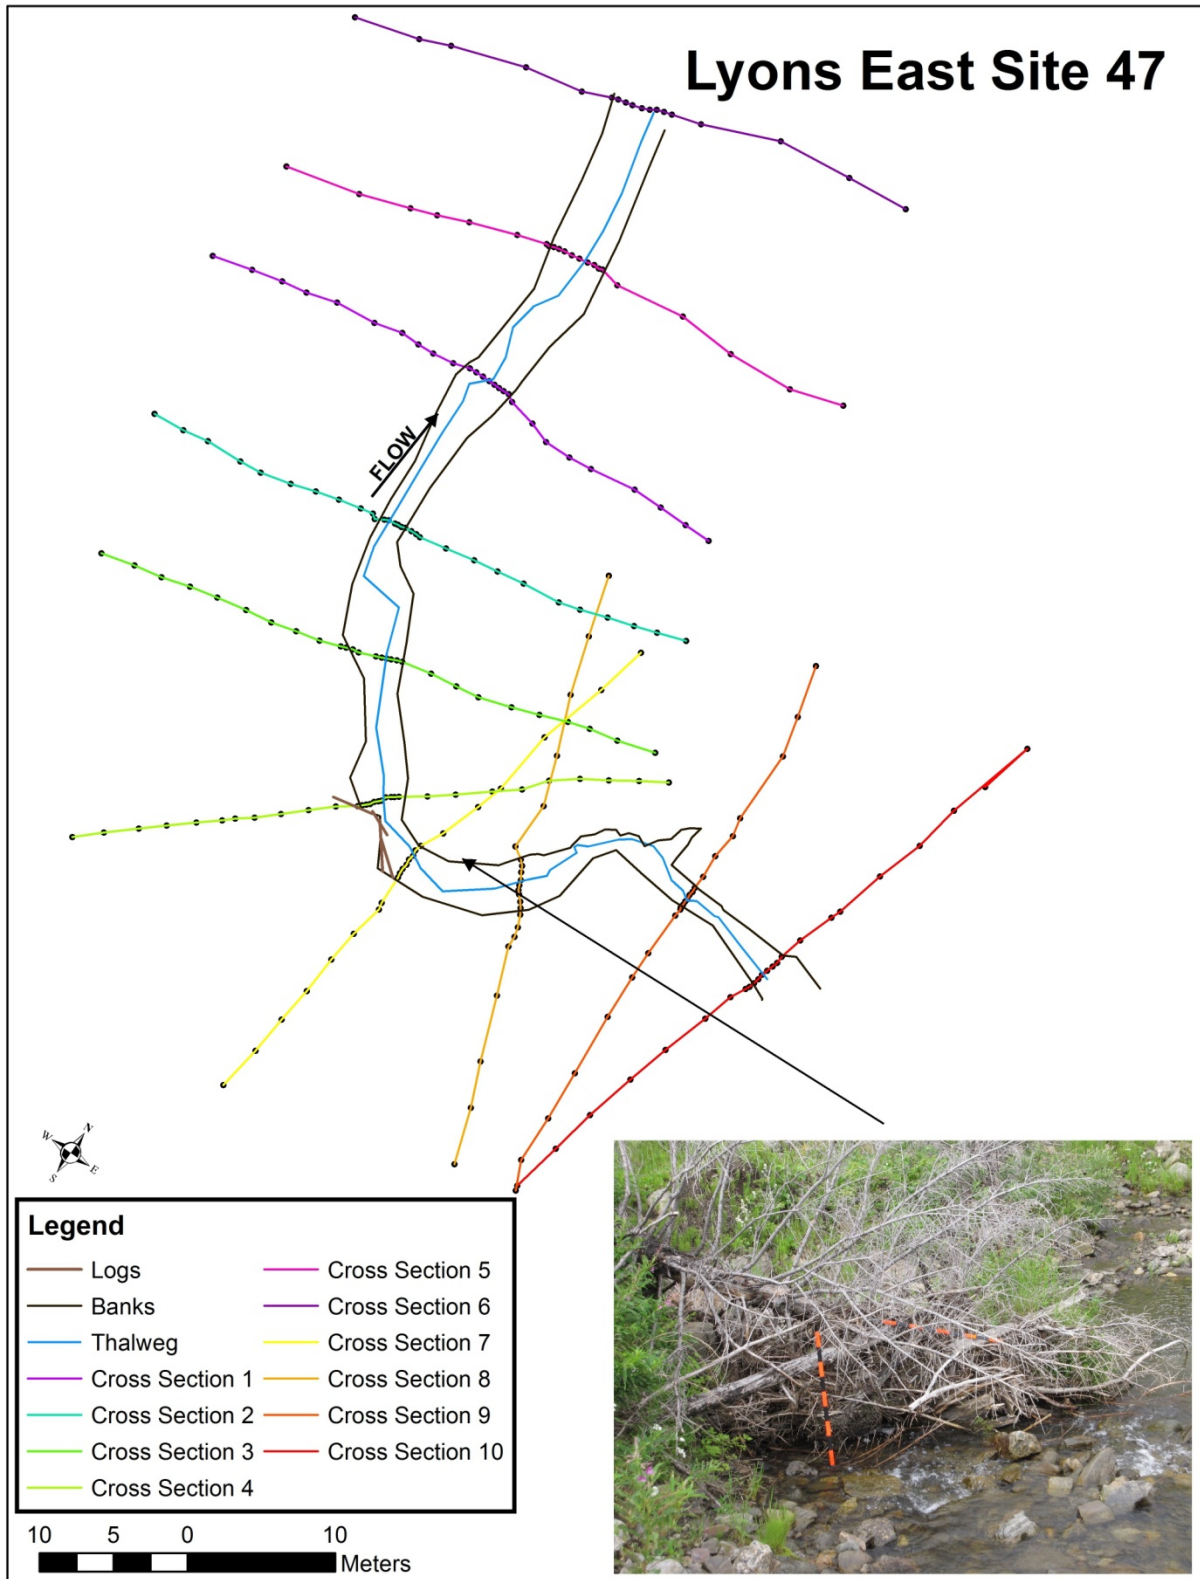 Lyons East Site 47
FLOW
W N
S E
Legend
Logs
Banks
Thalweg
Cross Section 1
Cross Section 2
Cross Section 3
Cross Section 4
Cross Section 5
Cross Section 6
Cross Section 7
Cross Section 8
Cross Section 9
Cross Section 10
10 5 0 10
Meters